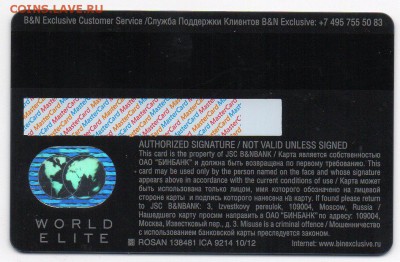 COINS.LAVE.RU
B&N Exclusive Customer Service /Служба Поддержки Клиентов B&N Exclusive: +7 495 755 50 83
MasterCard MasterCard MasterCard
AUTHORIZED SIGNATURE / NOT VALID UNLESS SIGNED
This card is the property of JSC B&NBANK / Карта является собственностью
ОАО "БИНБАНК" и должна быть возвращена по первому требованию. This
card may be used only by the person named on the face and whose signature
appears above in accordance with the current conditions of use / Карта может
быть использована только лицом, имя которого обозначено на лицевой
стороне карты и подпись которого нанесена на карту. If found please return
to JSC B&NBANK: 3, Izvestkovy pereulok, 109004, Moscow, Russia /
Нашедшего карту просим направить в ОАО "БИНБАНК" по адресу: 109004,
Москва, Известковый пер., д 3. Misuse is a criminal offence / Мошенничество
с использованием банковской карты преследуется законом.
WORLD
ELITE
ROSAN 138481 ICA 9214 10/12
Internet: www.binexclusive.ru